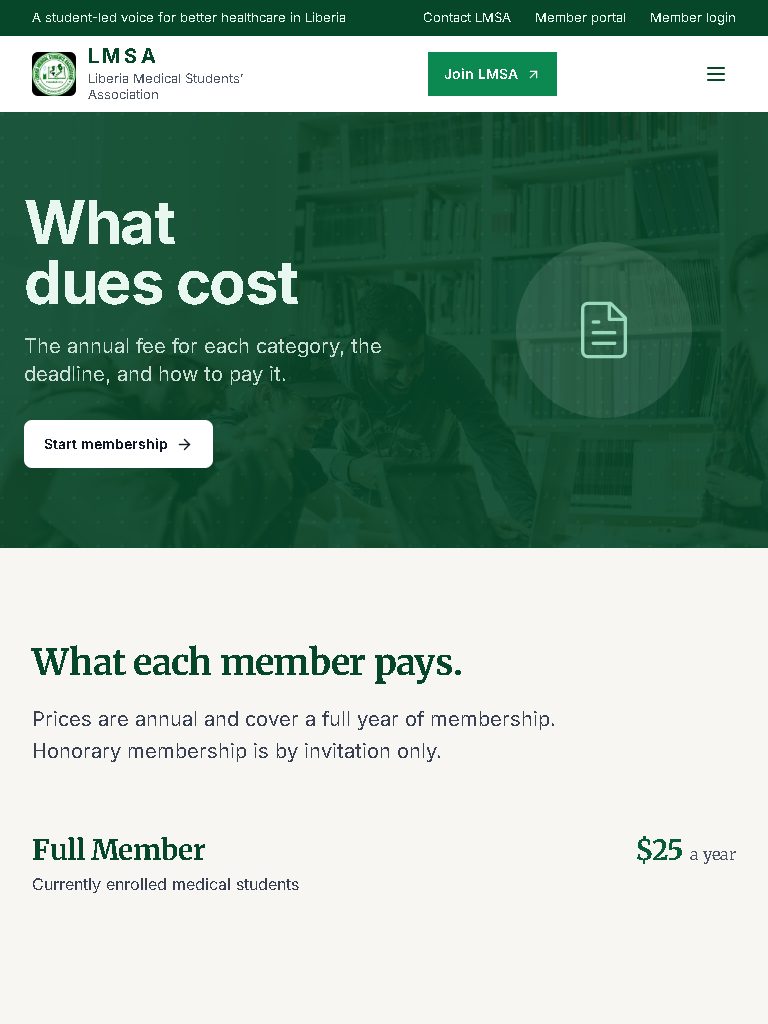 A student-led voice for better healthcare in Liberia
Contact LMSA
Member portal
Member login
LMSA
Liberia Medical Students'
Association
Join LMSA
What
dues cost
The annual fee for each category, the
deadline, and how to pay it.
Start membership
What each member pays.
Prices are annual and cover a full year of membership.
Honorary membership is by invitation only.
Full Member
$25 a year
Currently enrolled medical students